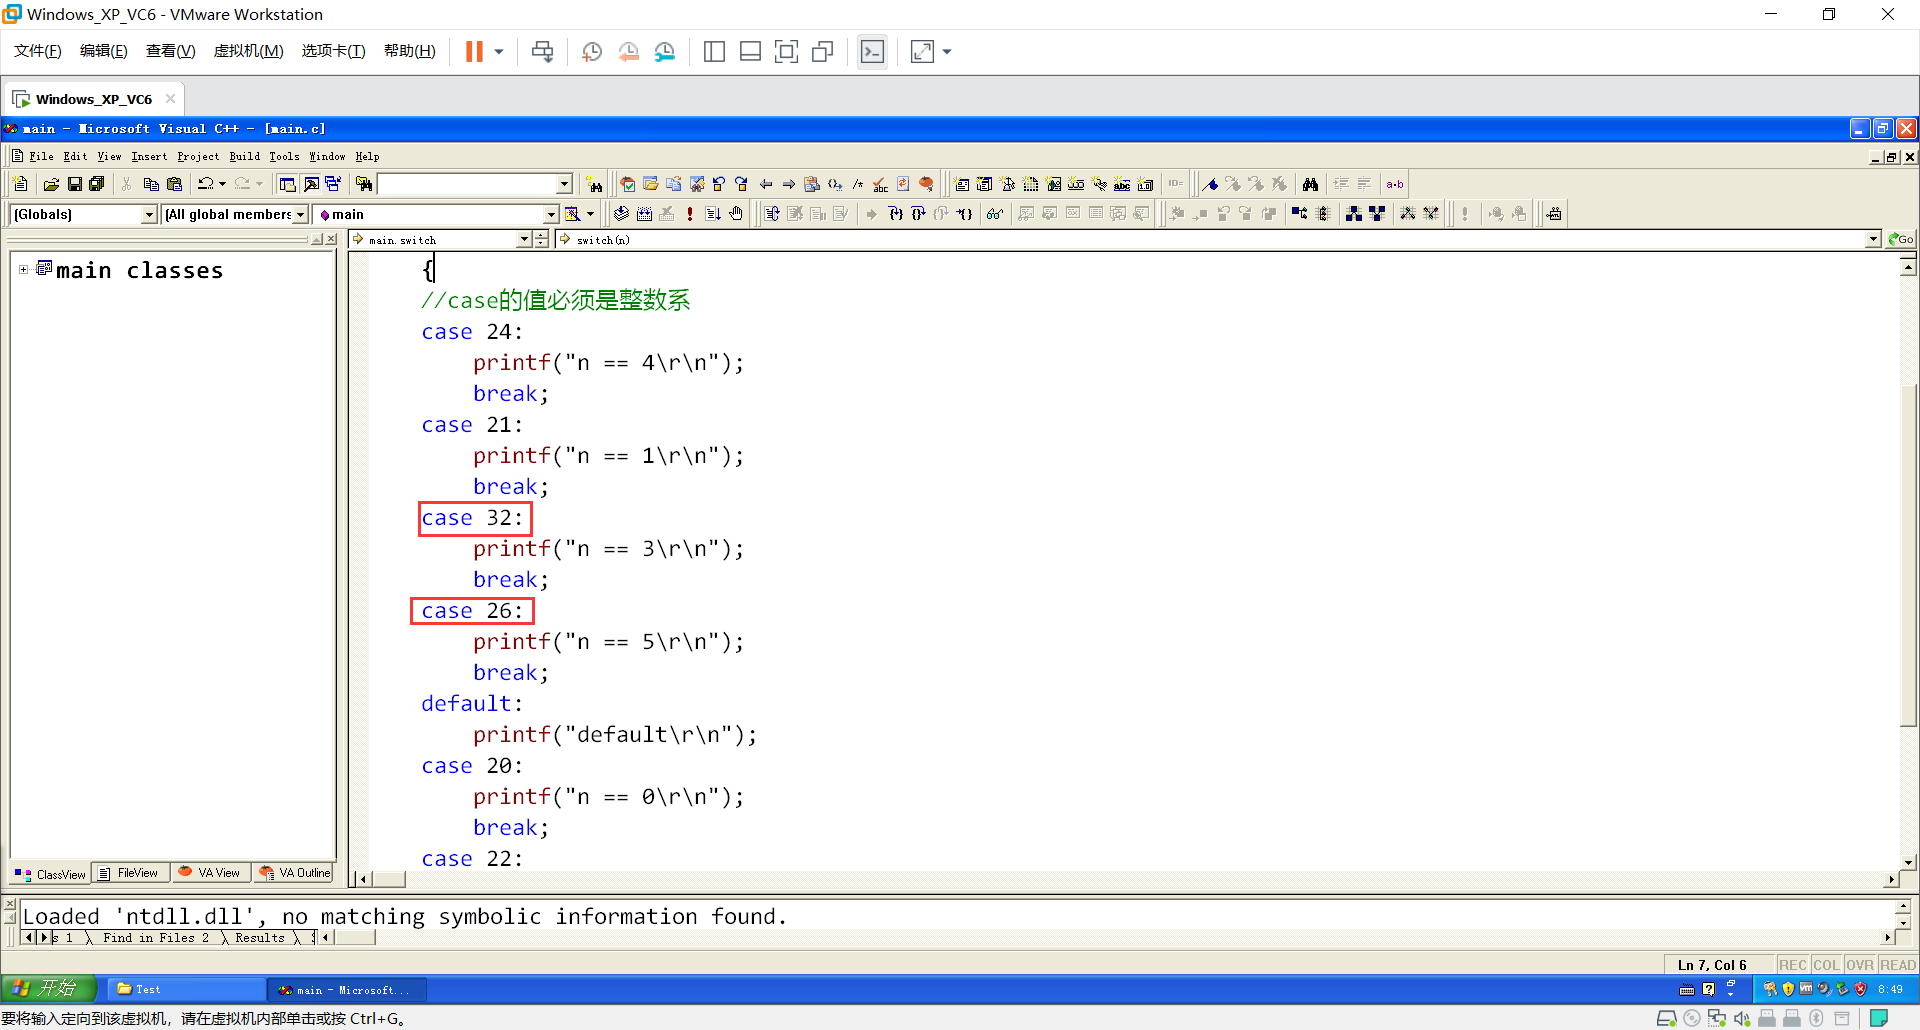 Windows_XP_VC6 - VMware Workstation
文件(F) 编辑(E) 查看(V) 虚拟机(M) 选项卡(T) 帮助(H)
Windows_XP_VC6
main - Microsoft Visual C++ - [main.c]
File Edit View Insert Project Build Tools Window Help
(Globals) (All global members main
main.switch switch(n) Go
main classes
{
//case的值必须是整数系
case 24:
printf("n == 4\r\n");
break;
case 21:
printf("n == 1\r\n");
break;
case 32:
printf("n == 3\r\n");
break;
case 26:
printf("n == 5\r\n");
break;
default:
printf("default\r\n");
case 20:
printf("n == 0\r\n");
break;
case 22:
ClassView FileView VA View VA Outline
Loaded 'ntdll.dll', no matching symbolic information found.
s 1 Find in Files 2 Results
Ln 7, Col 6 REC COL OVR READ
开始 Test main - Microsoft... 8:49
要将输入定向到该虚拟机，请在虚拟机内部单击或按 Ctrl+G。